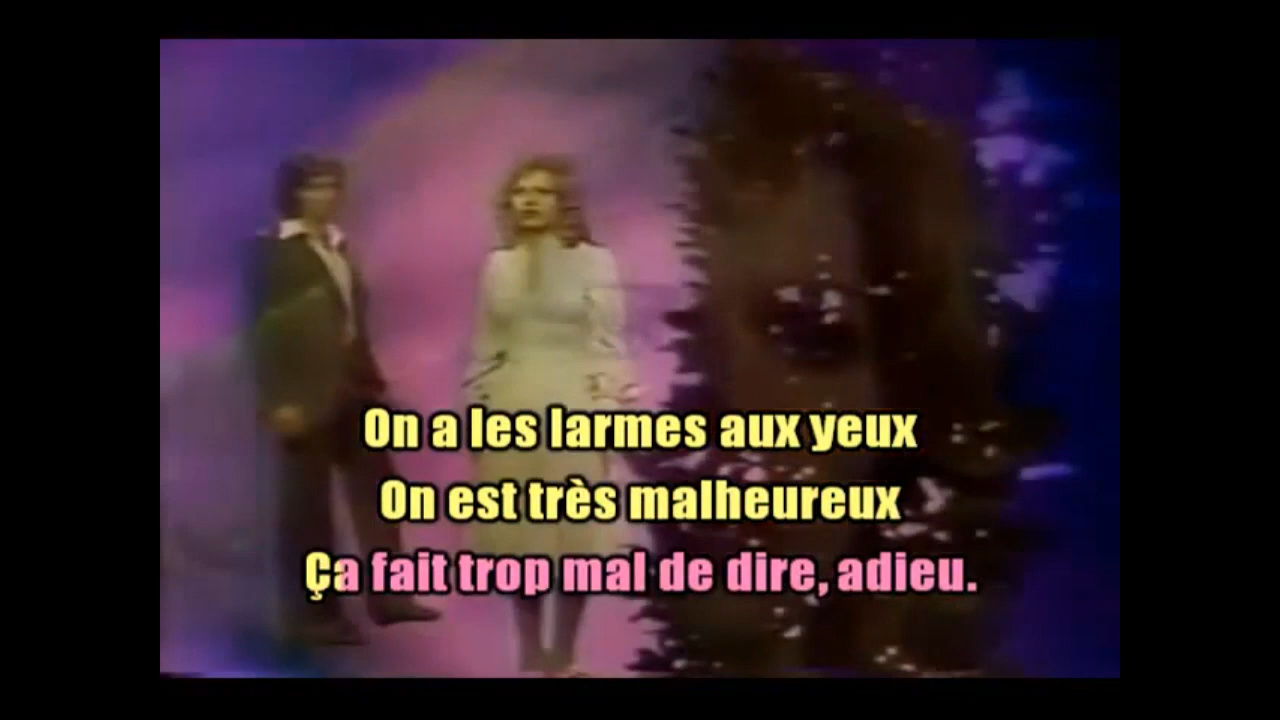 On a les larmes aux yeux
On est très malheureux
Ça fait trop mal de dire, adieu.